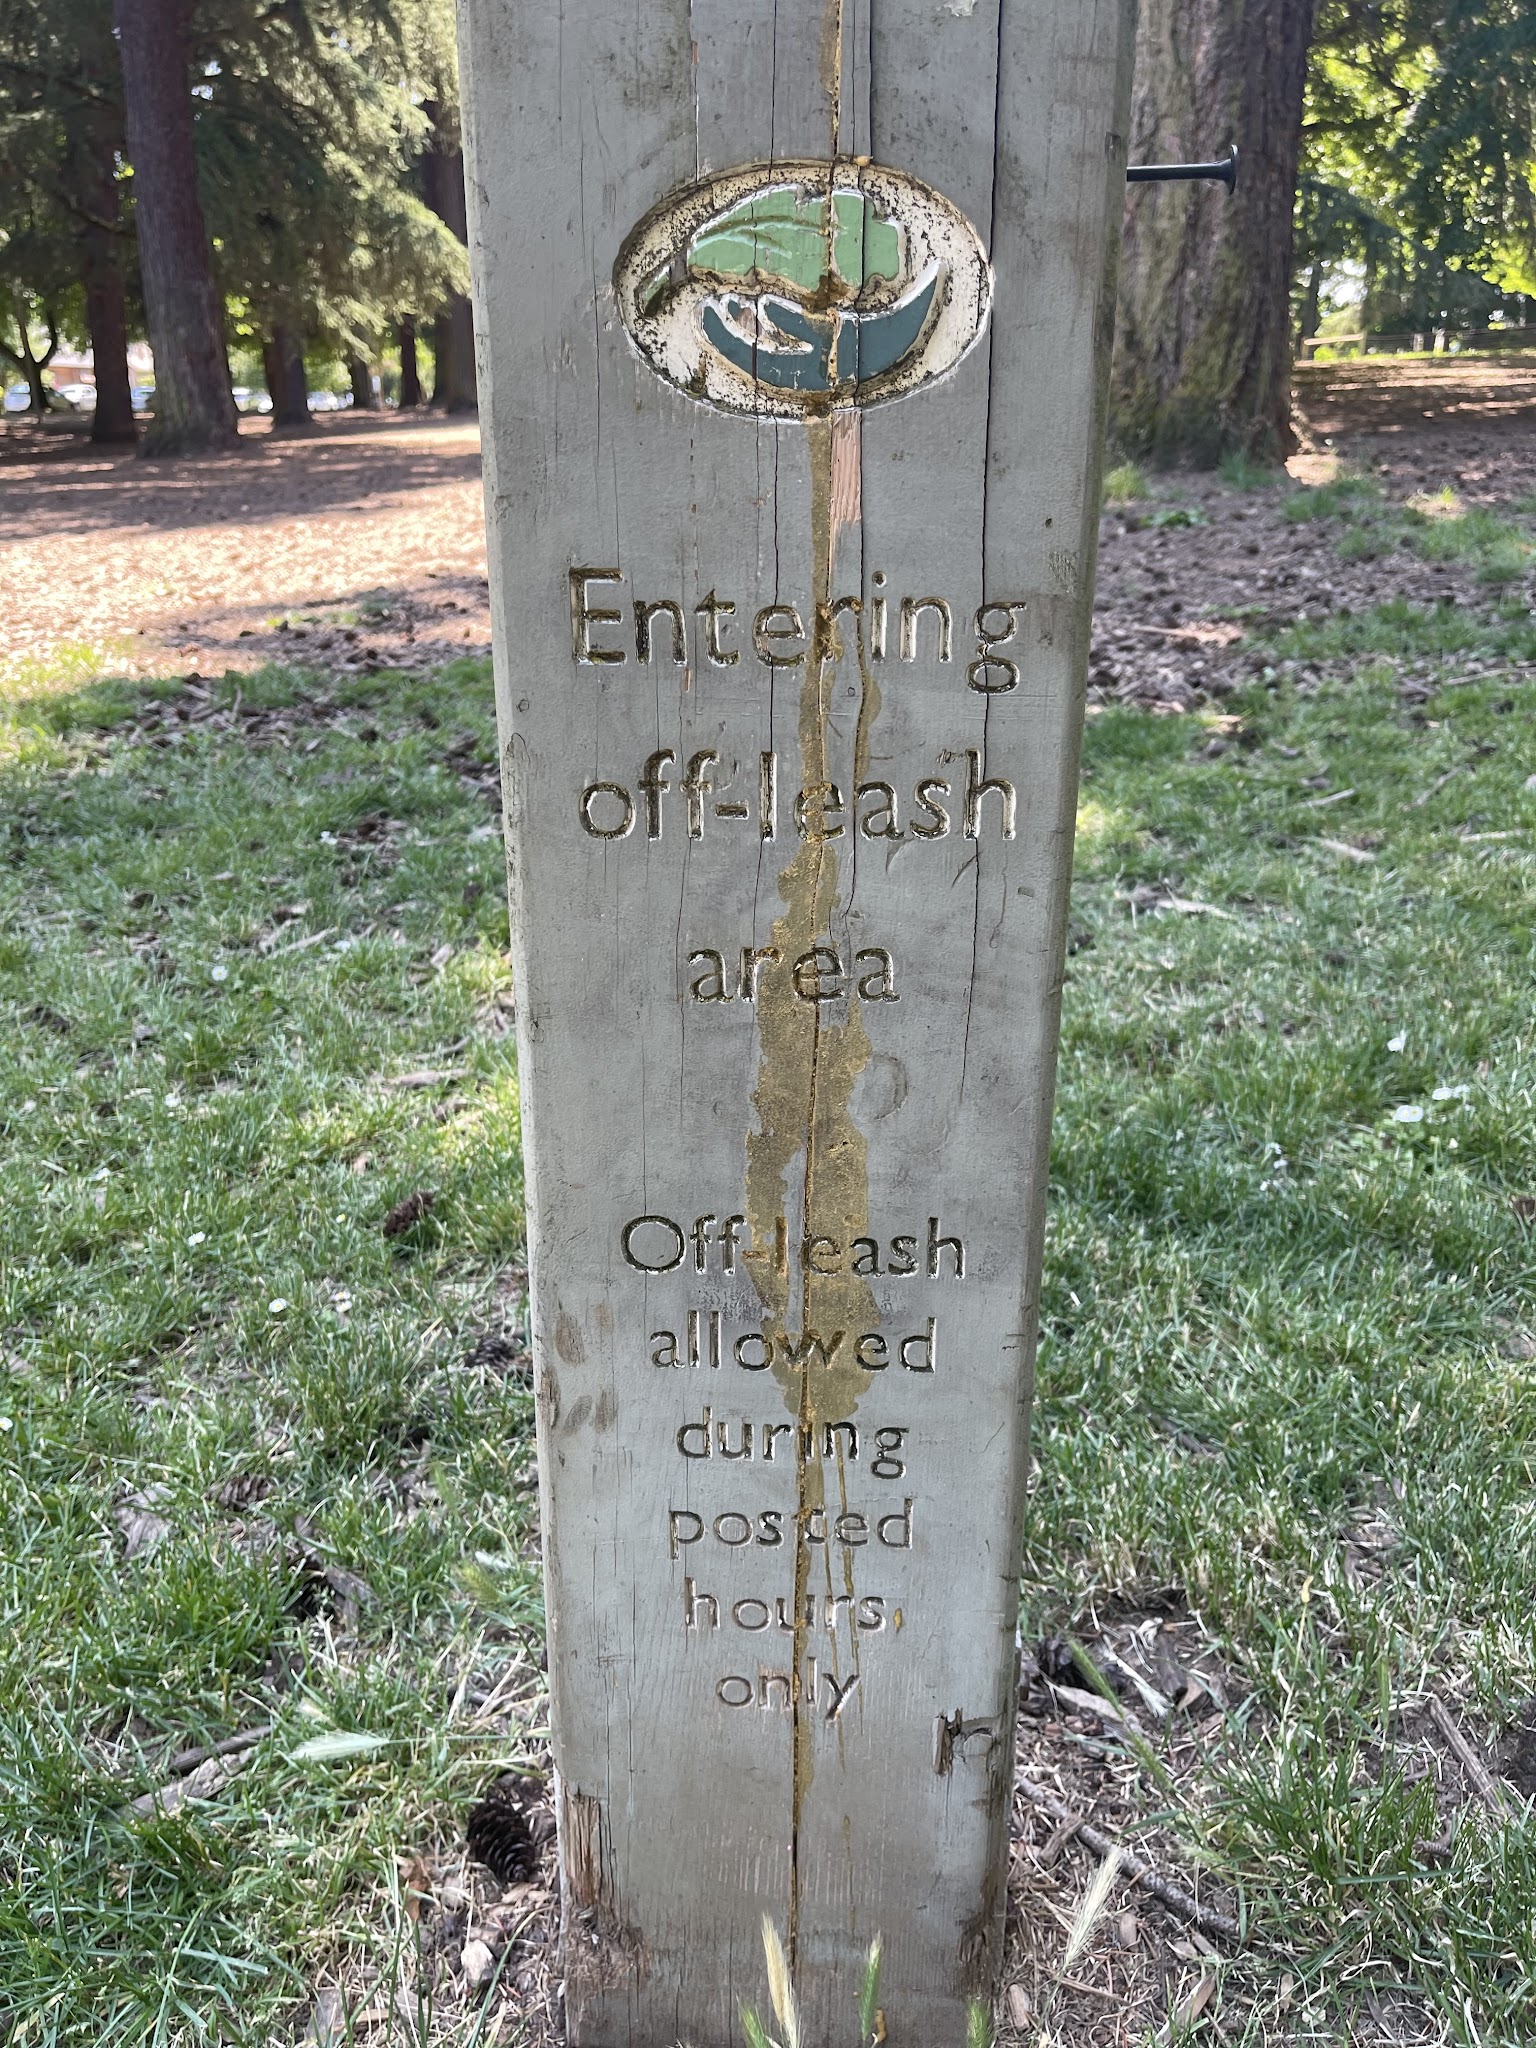 Entering
off-leash
area
Off-leash
allowed
during
posted
hours
only